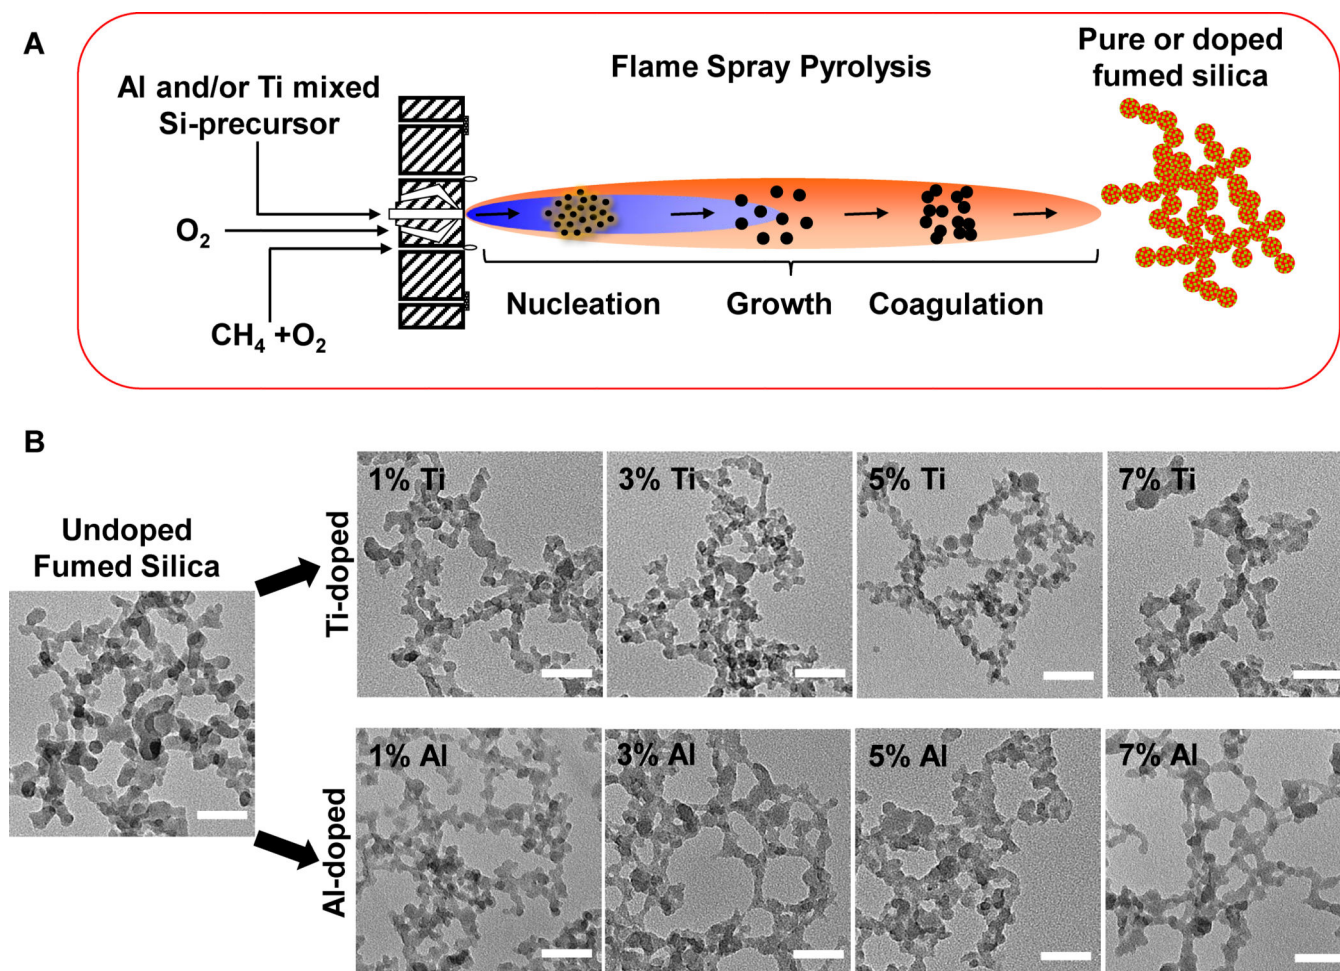 A
Al and/or Ti mixed
Si-precursor
O₂
CH₄ +O₂
Flame Spray Pyrolysis
Nucleation
Growth
Coagulation
Pure or doped
fumed silica
B
Undoped
Fumed Silica
Ti-doped
1% Ti
3% Ti
5% Ti
7% Ti
Al-doped
1% Al
3% Al
5% Al
7% Al